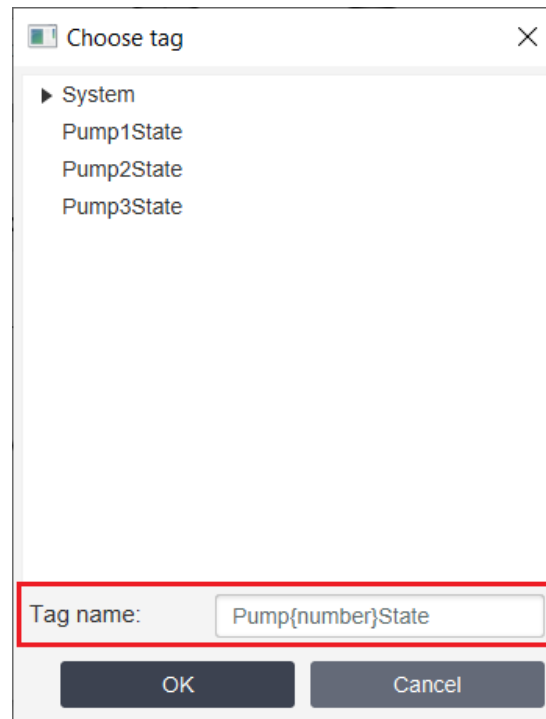 Choose tag
System
Pump1State
Pump2State
Pump3State
Tag name: Pump{number}State
OK Cancel